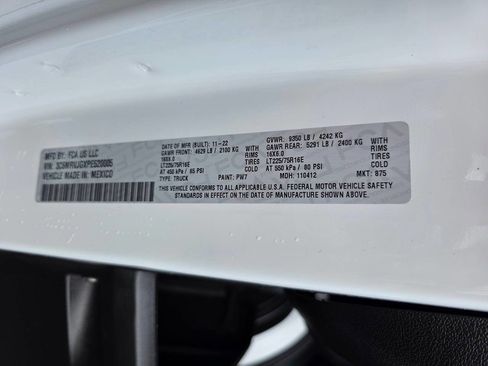 MFD BY: FCA US LLC
VEHICLE MADE IN: MEXICO
DATE OF MFR (BUILT): 11-22
GAWR FRONT: 4629 LB / 2100 KG
16X6.0 RIMS
LT225/75R16E TIRES
AT 450 kPa / 65 PSI COLD
TYPE: TRUCK
PAINT: PW7
GVWR: 9350 LB / 4242 KG
GAWR REAR: 5291 LB / 2400 KG
16X6.0 RIMS
LT225/75R16E TIRES
AT 550 kPa / 80 PSI COLD
MDH: 110412
MKT: 875
THIS VEHICLE CONFORMS TO ALL APPLICABLE U.S.A. FEDERAL MOTOR VEHICLE SAFETY
STANDARDS IN EFFECT ON THE DATE OF MANUFACTURE SHOWN ABOVE.